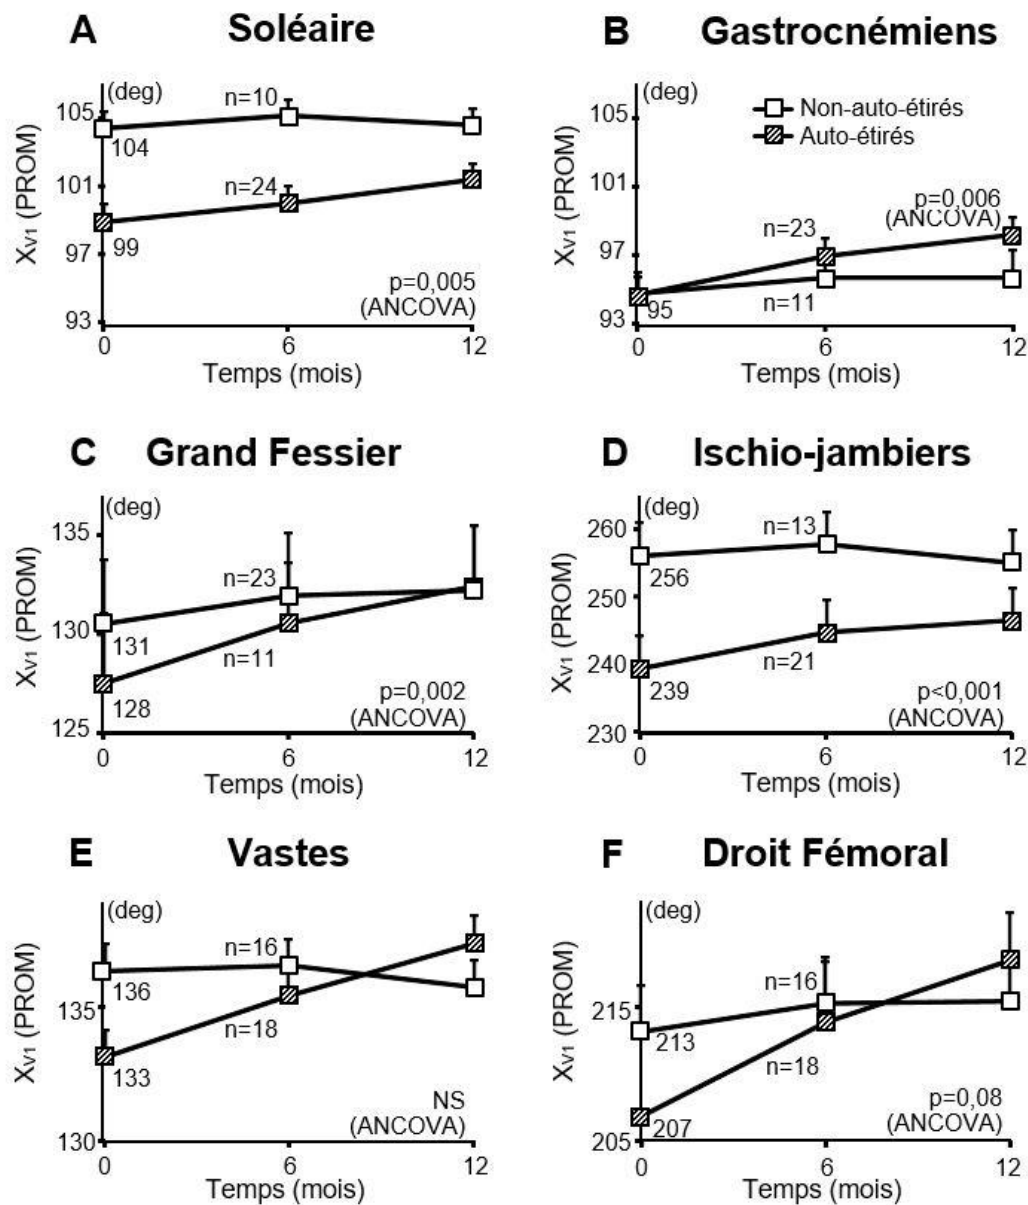 A Soléaire
(deg)
105
101
97
93
X_V1 (PROM)
n=10
104
n=24
99
p=0,005
(ANCOVA)
0 6 12
Temps (mois)
B Gastrocnémiens
(deg)
105
101
97
93
X_V1 (PROM)
Non-auto-étirés
Auto-étirés
p=0,006
(ANCOVA)
n=23
95
n=11
0 6 12
Temps (mois)
C Grand Fessier
(deg)
135
130
125
X_V1 (PROM)
n=23
131
n=11
128
p=0,002
(ANCOVA)
0 6 12
Temps (mois)
D Ischio-jambiers
(deg)
260
250
240
230
X_V1 (PROM)
n=13
256
n=21
239
p<0,001
(ANCOVA)
0 6 12
Temps (mois)
E Vastes
(deg)
135
130
X_V1 (PROM)
n=16
136
n=18
133
NS
(ANCOVA)
0 6 12
Temps (mois)
F Droit Fémoral
(deg)
215
205
X_V1 (PROM)
n=16
213
n=18
207
p=0,08
(ANCOVA)
0 6 12
Temps (mois)